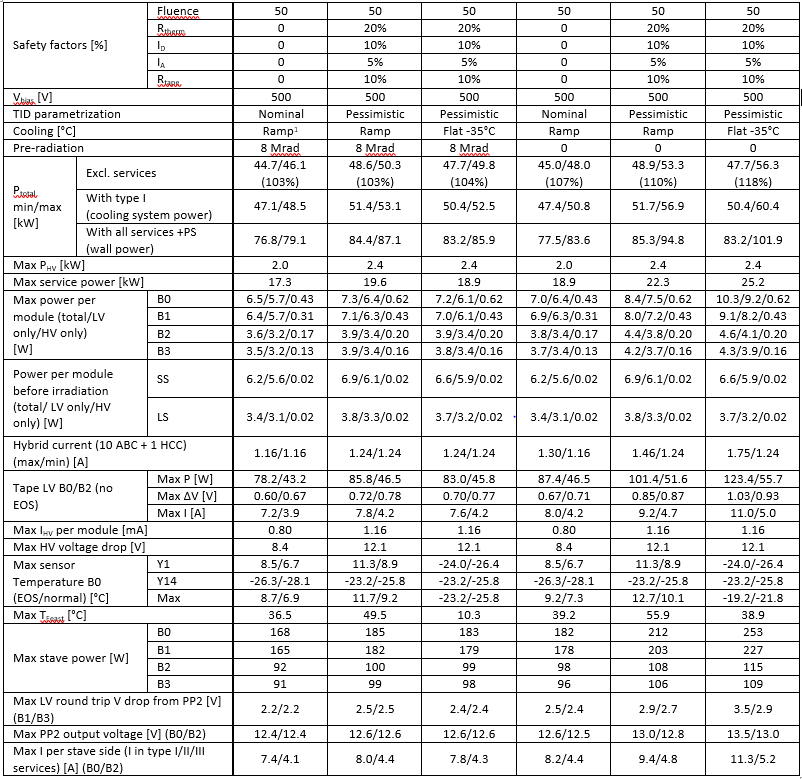 Safety factors [%] Fluence 50 50 50 50 50 50
Rtherm 0 20% 20% 0 20% 20%
ID 0 10% 10% 0 10% 10%
IA 0 5% 5% 0 5% 5%
Rtape 0 10% 10% 0 10% 10%
Vbias [V] 500 500 500 500 500 500
TID parametrization Nominal Pessimistic Pessimistic Nominal Pessimistic Pessimistic
Cooling [°C] Ramp¹ Ramp Flat -35°C Ramp Ramp Flat -35°C
Pre-radiation 8 Mrad 8 Mrad 8 Mrad 0 0 0
Ptotal
min/max
[kW]
Excl. services 44.7/46.1 48.6/50.3 47.7/49.8 45.0/48.0 48.9/53.3 47.7/56.3
(103%) (103%) (104%) (107%) (110%) (118%)
With type I
(cooling system power) 47.1/48.5 51.4/53.1 50.4/52.5 47.4/50.8 51.7/56.9 50.4/60.4
With all services +PS
(wall power) 76.8/79.1 84.4/87.1 83.2/85.9 77.5/83.6 85.3/94.8 83.2/101.9
Max PHV [kW] 2.0 2.4 2.4 2.0 2.4 2.4
Max service power [kW] 17.3 19.6 18.9 18.9 22.3 25.2
Max power per
module (total/LV
only/HV only)
[W]
B0 6.5/5.7/0.43 7.3/6.4/0.62 7.2/6.1/0.62 7.0/6.4/0.43 8.4/7.5/0.62 10.3/9.2/0.62
B1 6.4/5.7/0.31 7.1/6.3/0.43 7.0/6.1/0.43 6.9/6.3/0.31 8.0/7.2/0.43 9.1/8.2/0.43
B2 3.6/3.2/0.17 3.9/3.4/0.20 3.9/3.4/0.20 3.8/3.4/0.17 4.4/3.8/0.20 4.6/4.1/0.20
B3 3.5/3.2/0.13 3.9/3.4/0.16 3.8/3.4/0.16 3.7/3.4/0.13 4.2/3.7/0.16 4.3/3.9/0.16
Power per module
before irradiation
(total/ LV only/HV
only) [W]
SS 6.2/5.6/0.02 6.9/6.1/0.02 6.6/5.9/0.02 6.2/5.6/0.02 6.9/6.1/0.02 6.6/5.9/0.02
LS 3.4/3.1/0.02 3.8/3.3/0.02 3.7/3.2/0.02 3.4/3.1/0.02 3.8/3.3/0.02 3.7/3.2/0.02
Hybrid current (10 ABC + 1 HCC)
(max/min) [A] 1.16/1.16 1.24/1.24 1.24/1.24 1.30/1.16 1.46/1.24 1.75/1.24
Tape LV B0/B2 (no
EOS)
Max P [W] 78.2/43.2 85.8/46.5 83.0/45.8 87.4/46.5 101.4/51.6 123.4/55.7
Max ΔV [V] 0.60/0.67 0.72/0.78 0.70/0.77 0.67/0.71 0.85/0.87 1.03/0.93
Max I [A] 7.2/3.9 7.8/4.2 7.6/4.2 8.0/4.2 9.2/4.7 11.0/5.0
Max IHV per module [mA] 0.80 1.16 1.16 0.80 1.16 1.16
Max HV voltage drop [V] 8.4 12.1 12.1 8.4 12.1 12.1
Max sensor
Temperature B0
(EOS/normal) [°C]
Y1 8.5/6.7 11.3/8.9 -24.0/-26.4 8.5/6.7 11.3/8.9 -24.0/-26.4
Y14 -26.3/-28.1 -23.2/-25.8 -23.2/-25.8 -26.3/-28.1 -23.2/-25.8 -23.2/-25.8
Max 8.7/6.9 11.7/9.2 -23.2/-25.8 9.2/7.3 12.7/10.1 -19.2/-21.8
Max TFeast [°C] 36.5 49.5 10.3 39.2 55.9 38.9
Max stave power [W]
B0 168 185 183 182 212 253
B1 165 182 179 178 203 227
B2 92 100 99 98 108 115
B3 91 99 98 96 106 109
Max LV round trip V drop from PP2 [V]
(B1/B3) 2.2/2.2 2.5/2.5 2.4/2.4 2.5/2.4 2.9/2.7 3.5/2.9
Max PP2 output voltage [V] (B0/B2) 12.4/12.4 12.6/12.6 12.6/12.6 12.6/12.5 13.0/12.8 13.5/13.0
Max I per stave side (I in type I/II/III
services) [A] (B0/B2) 7.4/4.1 8.0/4.4 7.8/4.3 8.2/4.4 9.4/4.8 11.3/5.2